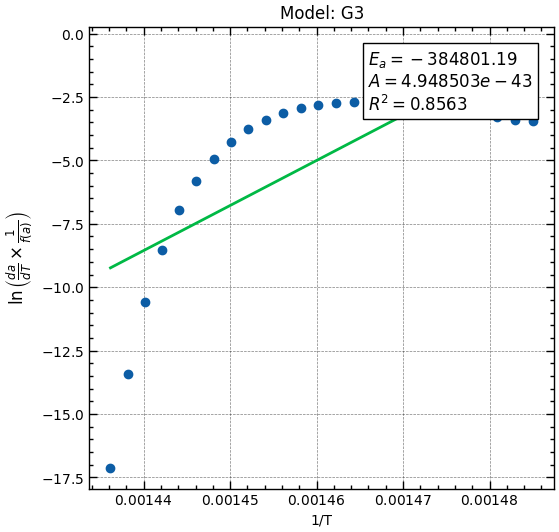 Model: G3
E_a = −384801.19
A = 4.948503e − 43
R² = 0.8563
0.0
−2.5
−5.0
−7.5
−10.0
−12.5
−15.0
−17.5
ln(da/dT × 1/f(a))
0.00144 0.00145 0.00146 0.00147 0.00148
1/T